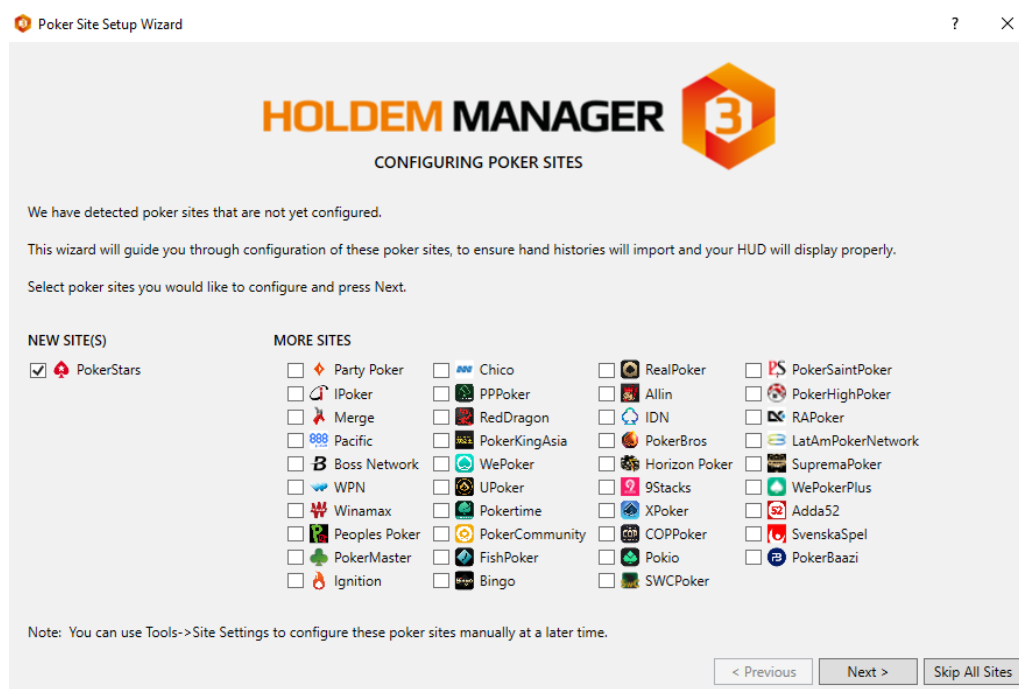 Poker Site Setup Wizard
HOLDEM MANAGER 3
CONFIGURING POKER SITES
We have detected poker sites that are not yet configured.
This wizard will guide you through configuration of these poker sites, to ensure hand histories will import and your HUD will display properly.
Select poker sites you would like to configure and press Next.
NEW SITE(S) MORE SITES
PokerStars Party Poker Chico RealPoker PokerSaintPoker
IPoker PPPoker Allin PokerHighPoker
Merge RedDragon IDN RAPoker
888 Pacific PokerKingAsia PokerBros LatAmPokerNetwork
Boss Network WePoker Horizon Poker SupremaPoker
WPN UPoker 9Stacks WePokerPlus
Winamax Pokertime XPoker 52 Adda52
Peoples Poker PokerCommunity COPPoker SvenskaSpel
PokerMaster FishPoker Pokio PokerBaazi
Ignition Bingo SWCPoker
Note: You can use Tools->Site Settings to configure these poker sites manually at a later time.
< Previous Next > Skip All Sites